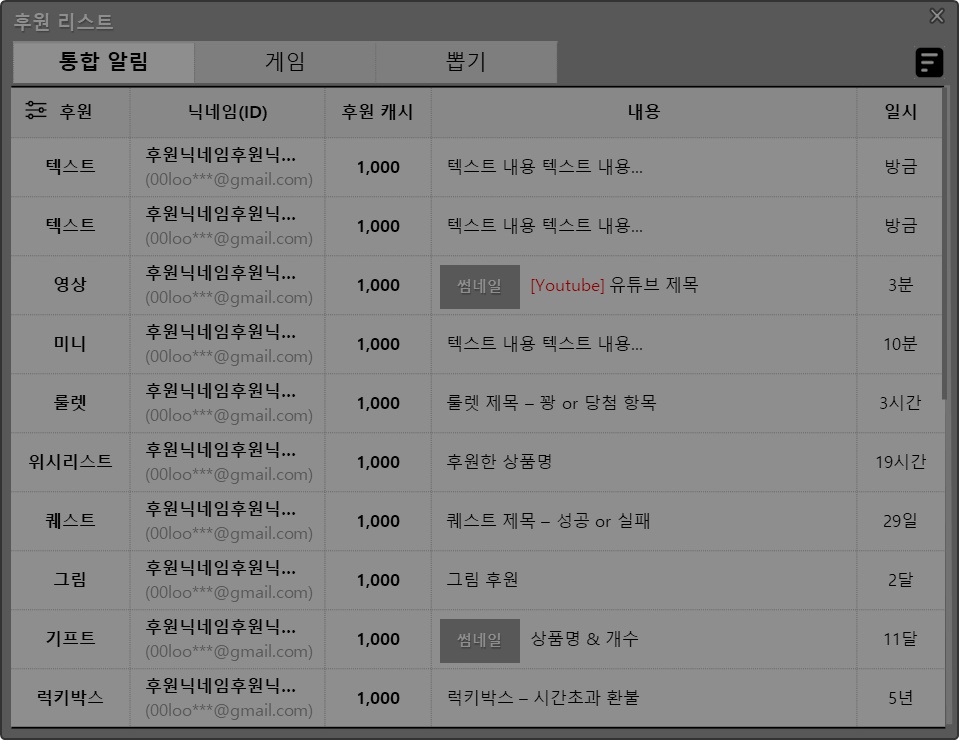 후원 리스트
통합 알림 게임 뽑기
후원 닉네임(ID) 후원 캐시 내용 일시
텍스트 후원닉네임후원닉... (00loo***@gmail.com) 1,000 텍스트 내용 텍스트 내용... 방금
텍스트 후원닉네임후원닉... (00loo***@gmail.com) 1,000 텍스트 내용 텍스트 내용... 방금
영상 후원닉네임후원닉... (00loo***@gmail.com) 1,000 썸네일 [Youtube] 유튜브 제목 3분
미니 후원닉네임후원닉... (00loo***@gmail.com) 1,000 텍스트 내용 텍스트 내용... 10분
룰렛 후원닉네임후원닉... (00loo***@gmail.com) 1,000 룰렛 제목 – 꽝 or 당첨 항목 3시간
위시리스트 후원닉네임후원닉... (00loo***@gmail.com) 1,000 후원한 상품명 19시간
퀘스트 후원닉네임후원닉... (00loo***@gmail.com) 1,000 퀘스트 제목 – 성공 or 실패 29일
그림 후원닉네임후원닉... (00loo***@gmail.com) 1,000 그림 후원 2달
기프트 후원닉네임후원닉... (00loo***@gmail.com) 1,000 썸네일 상품명 & 개수 11달
럭키박스 후원닉네임후원닉... (00loo***@gmail.com) 1,000 럭키박스 – 시간초과 환불 5년